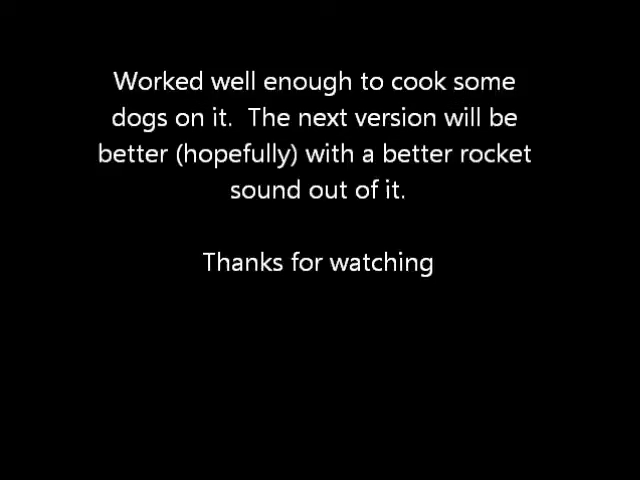 Worked well enough to cook some
dogs on it.  The next version will be
better (hopefully) with a better rocket
sound out of it.
Thanks for watching